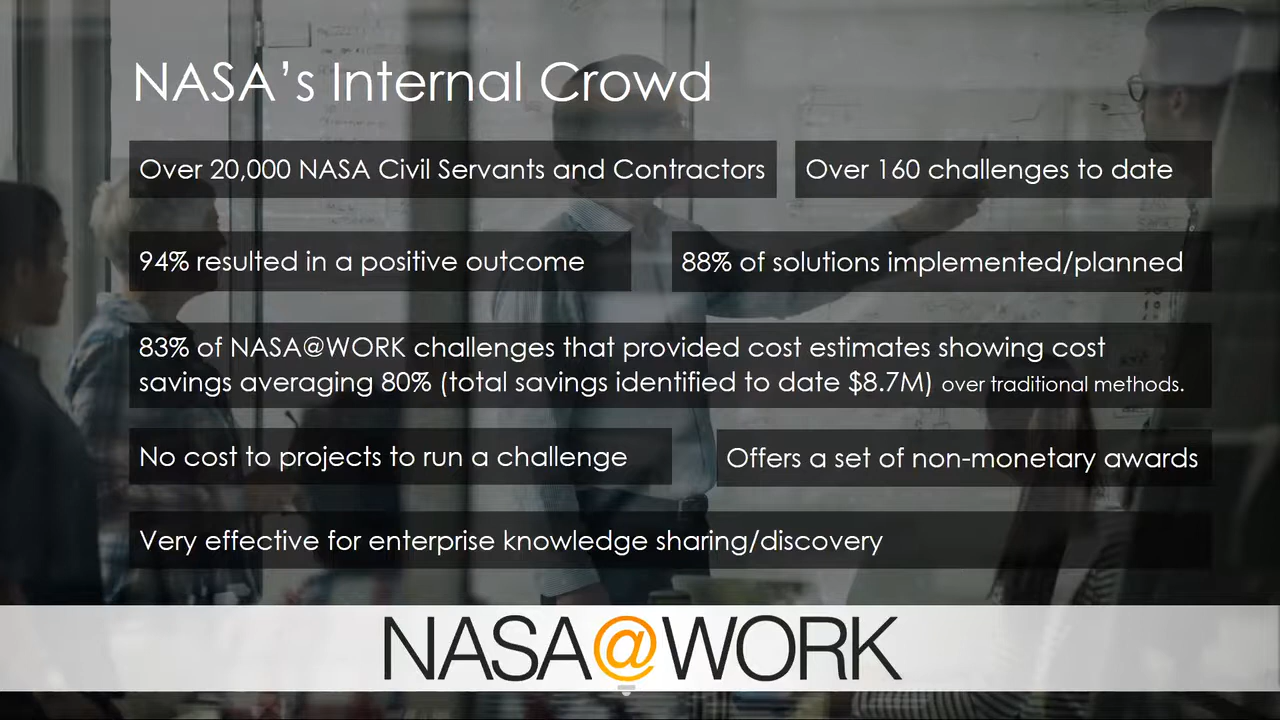 NASA's Internal Crowd
Over 20,000 NASA Civil Servants and Contractors
Over 160 challenges to date
94% resulted in a positive outcome
88% of solutions implemented/planned
83% of NASA@WORK challenges that provided cost estimates showing cost
savings averaging 80% (total savings identified to date $8.7M) over traditional methods.
No cost to projects to run a challenge
Offers a set of non-monetary awards
Very effective for enterprise knowledge sharing/discovery
NASA@WORK